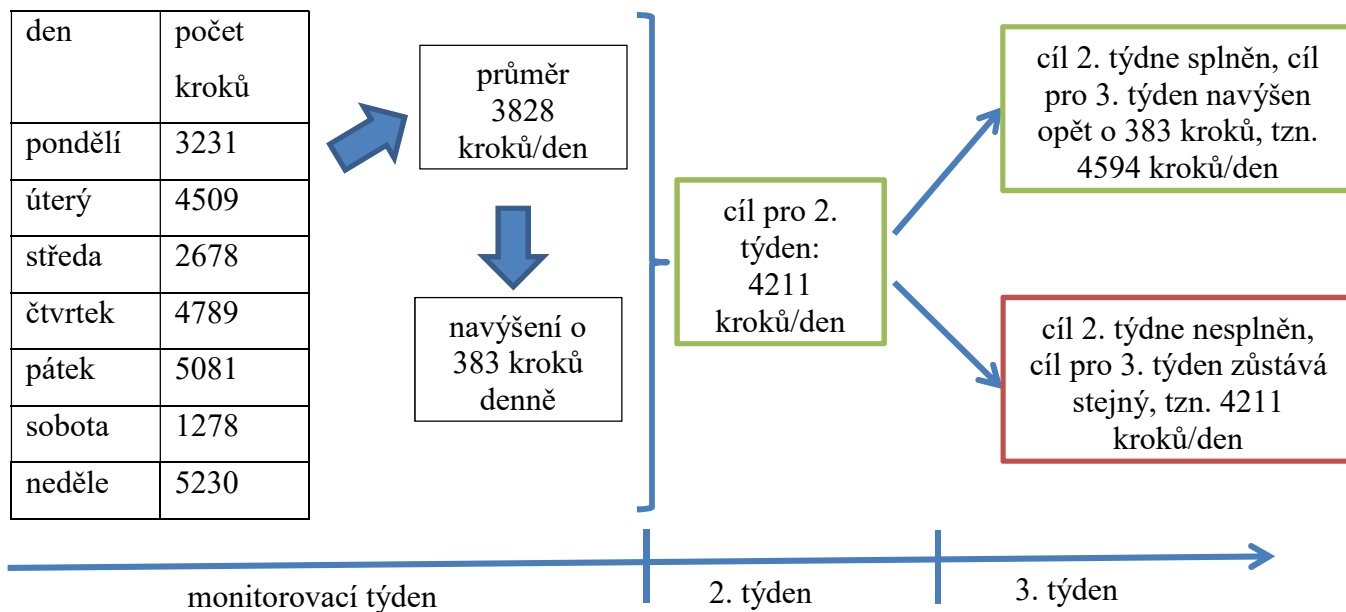 den počet
kroků
pondělí 3231
úterý 4509
středa 2678
čtvrtek 4789
pátek 5081
sobota 1278
neděle 5230
průměr
3828
kroků/den
navýšení o
383 kroků
denně
cíl pro 2.
týden:
4211
kroků/den
cíl 2. týdne splněn, cíl
pro 3. týden navýšen
opět o 383 kroků, tzn.
4594 kroků/den
cíl 2. týdne nesplněn,
cíl pro 3. týden zůstává
stejný, tzn. 4211
kroků/den
monitorovací týden
2. týden
3. týden